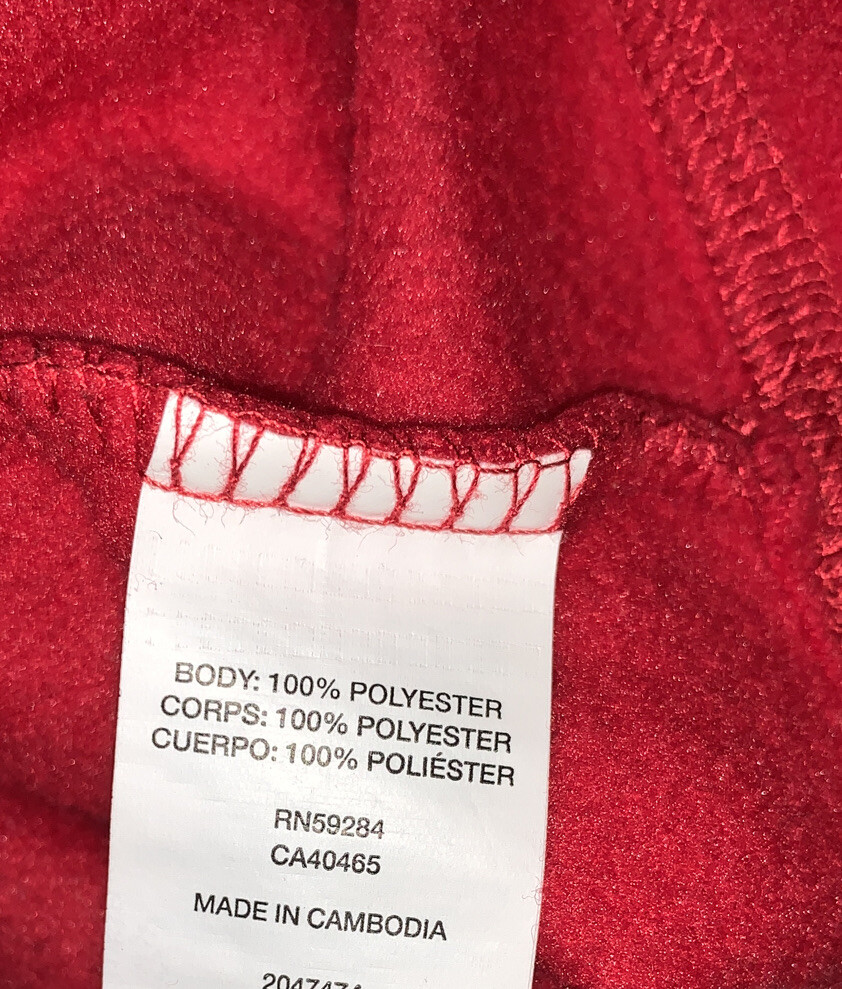 BODY: 100% POLYESTER
CORPS: 100% POLYESTER
CUERPO: 100% POLIÉSTER
RN59284
CA40465
MADE IN CAMBODIA